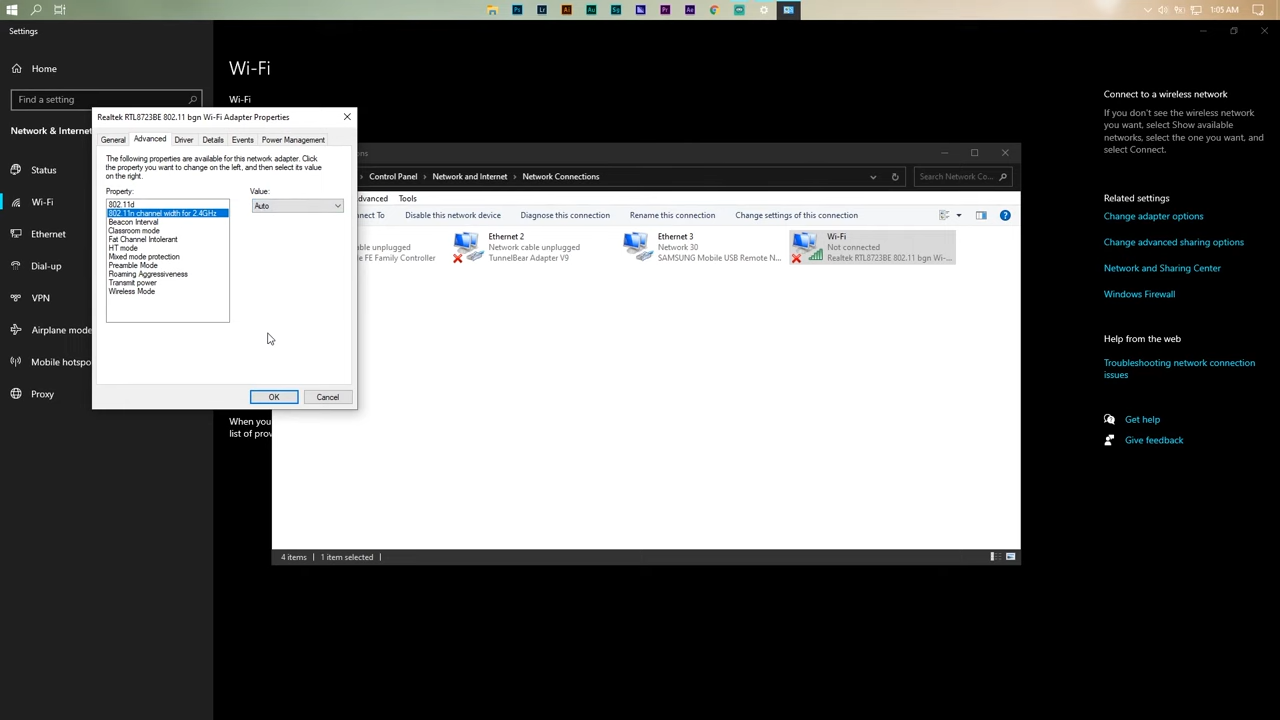 Ps
Lr
Ai
Au
Sg
Pr
Ae
1:05 AM
Settings
Home
Find a setting
Network & Internet
Status
Wi-Fi
Ethernet
Dial-up
VPN
Airplane mode
Mobile hotspo
Proxy
Wi-Fi
Wi-Fi
When you
list of prov
Realtek RTL8723BE 802.11 bgn Wi-Fi Adapter Properties
General
Advanced
Driver
Details
Events
Power Management
The following properties are available for this network adapter. Click
the property you want to change on the left, and then select its value
on the right.
Property:
Value:
802.11d
802.11n channel width for 2.4GHz
Beacon Interval
Classroom mode
Fat Channel Intolerant
HT mode
Mixed mode protection
Preamble Mode
Roaming Aggressiveness
Transmit power
Wireless Mode
Auto
OK
Cancel
ons
Control Panel
Network and Internet
Network Connections
Search Network Co...
dvanced
Tools
ect To
Disable this network device
Diagnose this connection
Rename this connection
Change settings of this connection
able unplugged
e FE Family Controller
Ethernet 2
Network cable unplugged
TunnelBear Adapter V9
Ethernet 3
Network 30
SAMSUNG Mobile USB Remote N...
Wi-Fi
Not connected
Realtek RTL8723BE 802.11 bgn Wi-...
4 items
1 item selected
Connect to a wireless network
If you don't see the wireless network
you want, select Show available
networks, select the one you want, and
select Connect.
Related settings
Change adapter options
Change advanced sharing options
Network and Sharing Center
Windows Firewall
Help from the web
Troubleshooting network connection
issues
Get help
Give feedback